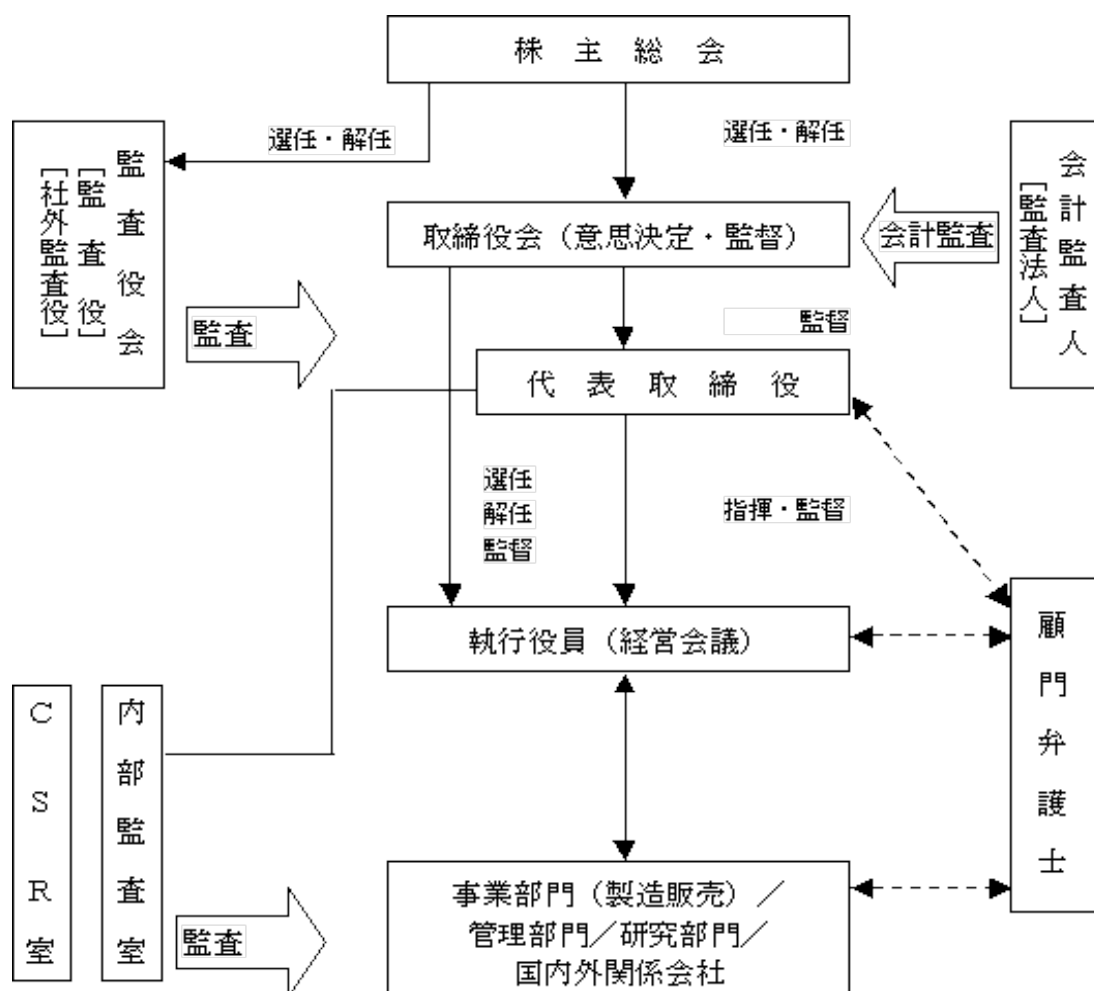 株主総会
選任・解任
選任・解任
監査役会
[監査役]
[社外監査役]
会計監査人
[監査法人]
取締役会（意思決定・監督）
会計監査
監査
監督
代表取締役
選任
解任
監督
指揮・監督
執行役員（経営会議）
顧問弁護士
CSR室
内部監査室
監査
事業部門（製造販売）／
管理部門／研究部門／
国内外関係会社